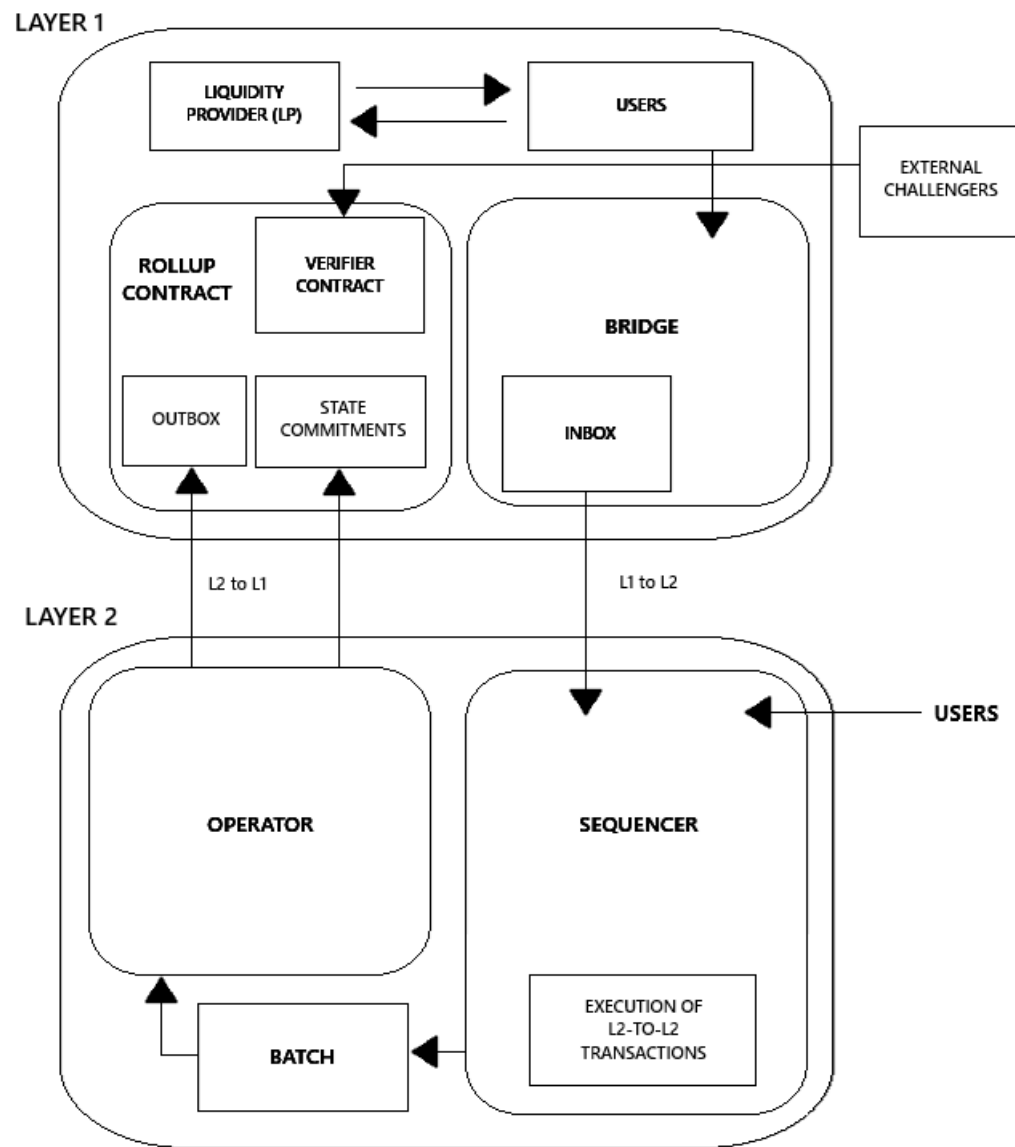 LAYER 1
LIQUIDITY
PROVIDER (LP)
USERS
EXTERNAL
CHALLENGERS
ROLLUP
CONTRACT
VERIFIER
CONTRACT
BRIDGE
OUTBOX
STATE
COMMITMENTS
INBOX
L2 to L1
L1 to L2
LAYER 2
OPERATOR
SEQUENCER
USERS
BATCH
EXECUTION OF
L2-TO-L2
TRANSACTIONS